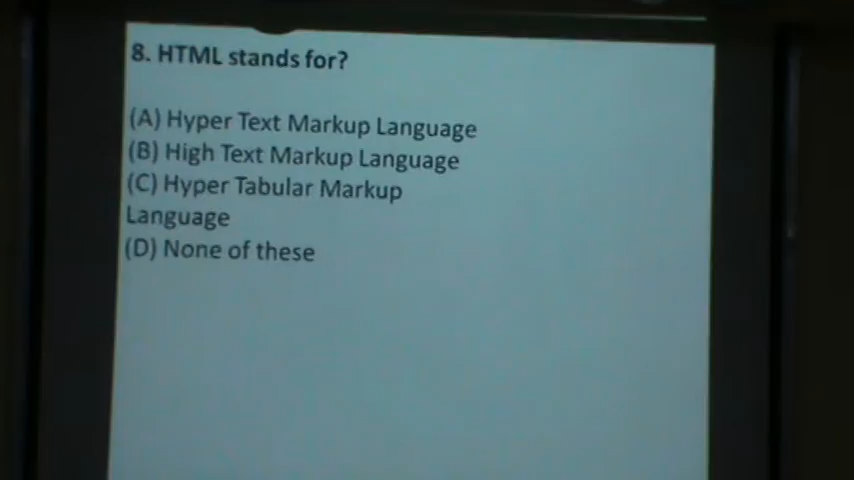 8. HTML stands for?
(A) Hyper Text Markup Language
(B) High Text Markup Language
(C) Hyper Tabular Markup
Language
(D) None of these